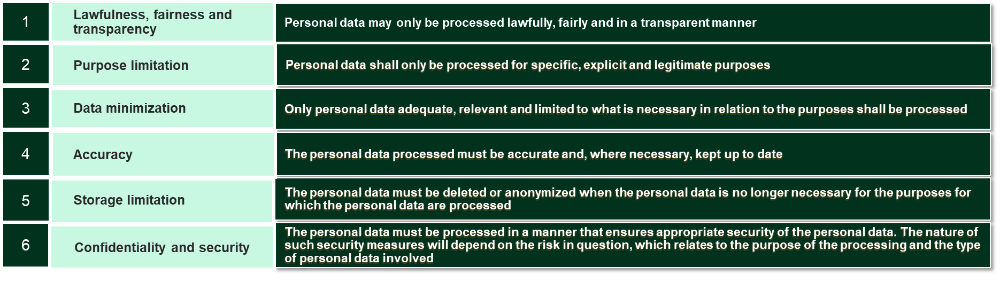 1
Lawfulness, fairness and
transparency
Personal data may only be processed lawfully, fairly and in a transparent manner
2
Purpose limitation
Personal data shall only be processed for specific, explicit and legitimate purposes
3
Data minimization
Only personal data adequate, relevant and limited to what is necessary in relation to the purposes shall be processed
4
Accuracy
The personal data processed must be accurate and, where necessary, kept up to date
5
Storage limitation
The personal data must be deleted or anonymized when the personal data is no longer necessary for the purposes for
which the personal data are processed
6
Confidentiality and security
The personal data must be processed in a manner that ensures appropriate security of the personal data. The nature of
such security measures will depend on the risk in question, which relates to the purpose of the processing and the type
of personal data involved